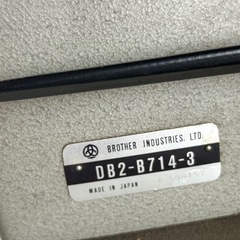 BROTHER INDUSTRIES, LTD.
DB2-B714-3
MADE IN JAPAN